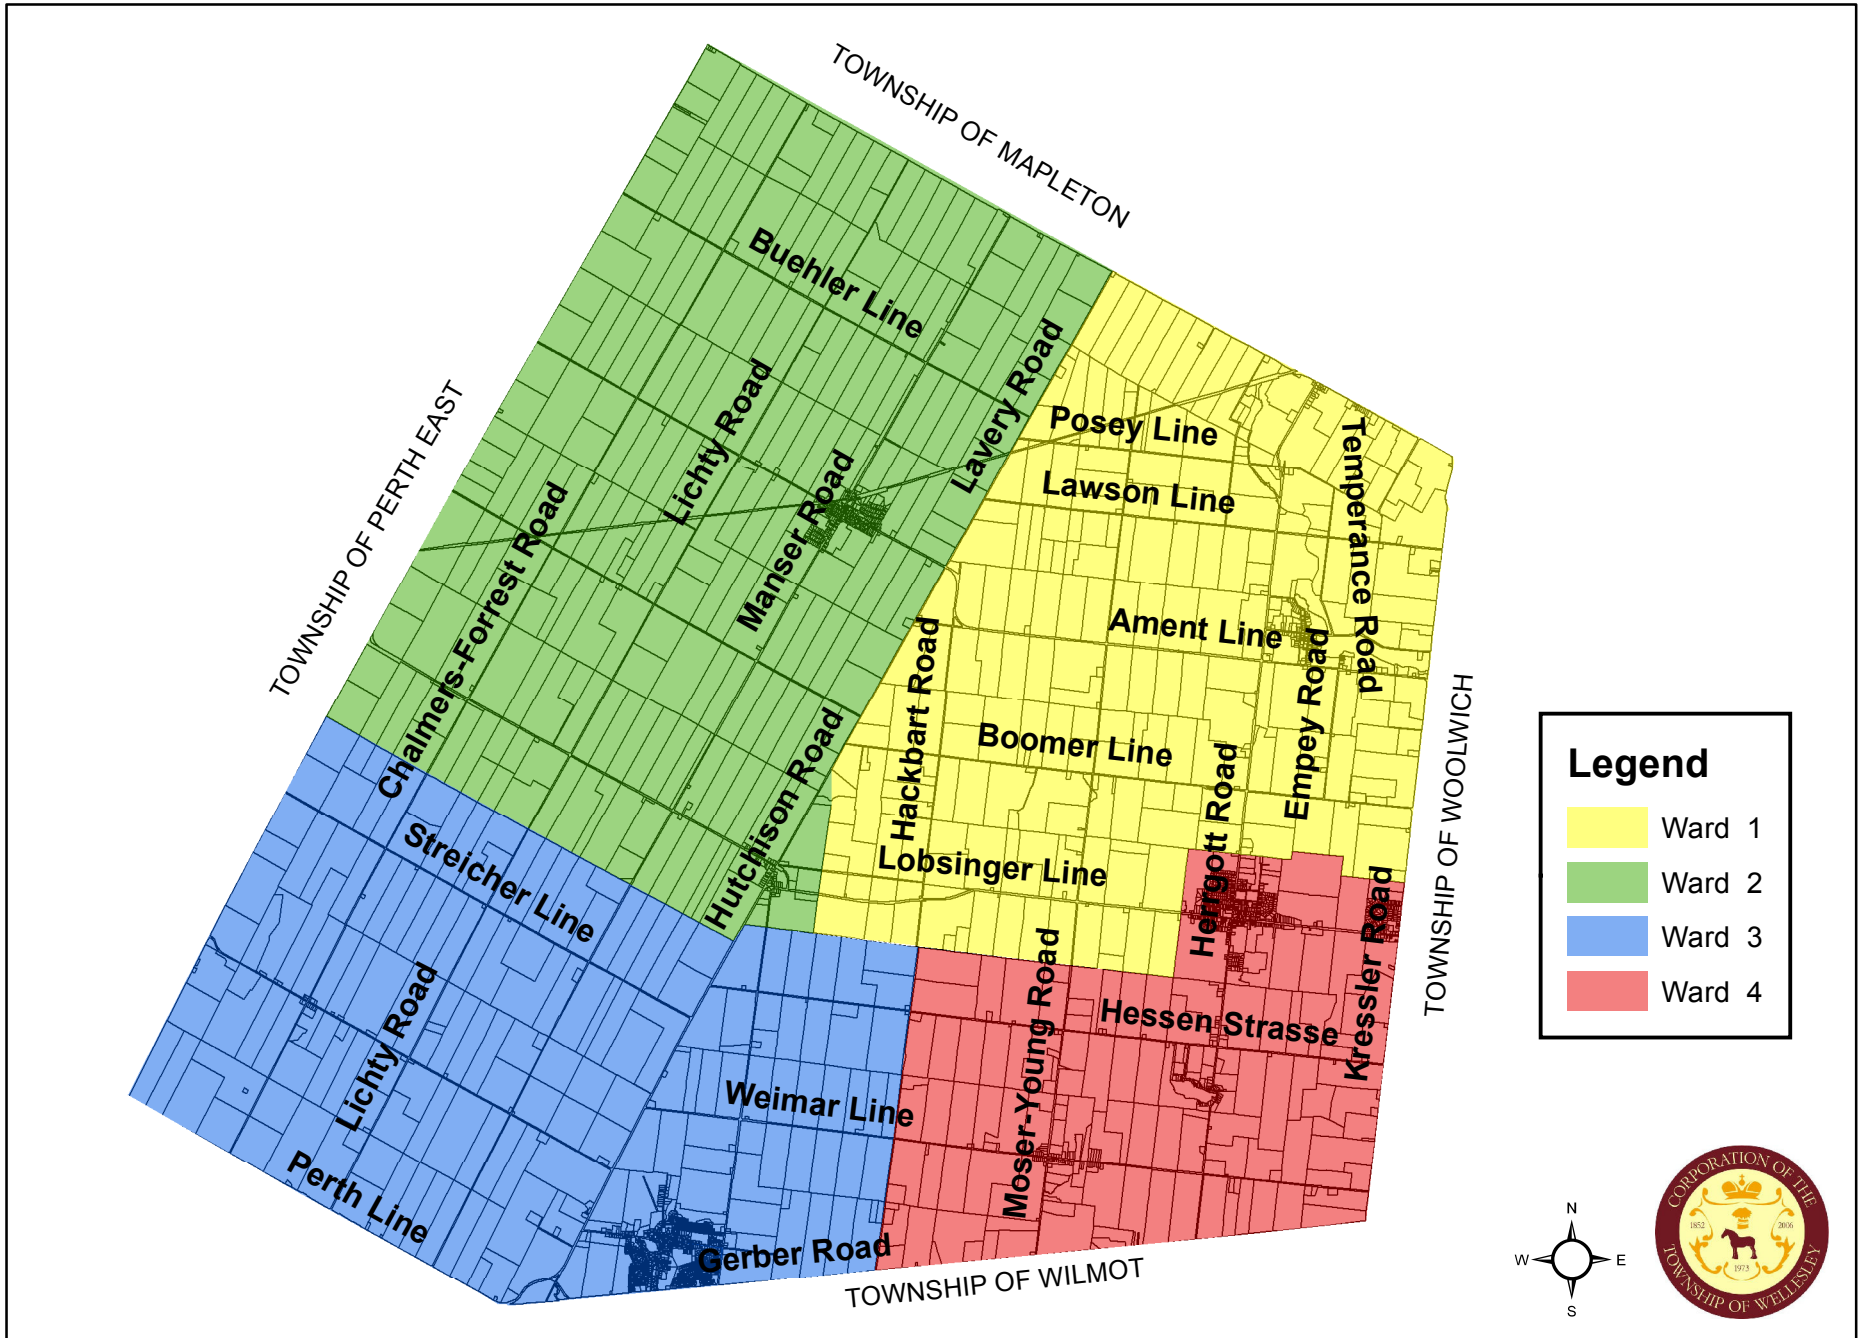 TOWNSHIP OF MAPLETON
Buehler Line
Lavery Road
Lichty Road
Posey Line
Temperance Road
TOWNSHIP OF PERTH EAST
Manser Road
Lawson Line
Chalmers-Forrest Road
Ament Line
Hackbart Road
Empey Road
TOWNSHIP OF WOOLWICH
Boomer Line
Hutchison Road
Herrgott Road
Lobsinger Line
Streicher Line
Kressler Road
Moser-Young Road
Hessen Strasse
Lichty Road
Weimar Line
Perth Line
Gerber Road
TOWNSHIP OF WILMOT
Legend
Ward 1
Ward 2
Ward 3
Ward 4
N
W E
S
CORPORATION OF THE
1852 2006
1973
TOWNSHIP OF WELLESLEY